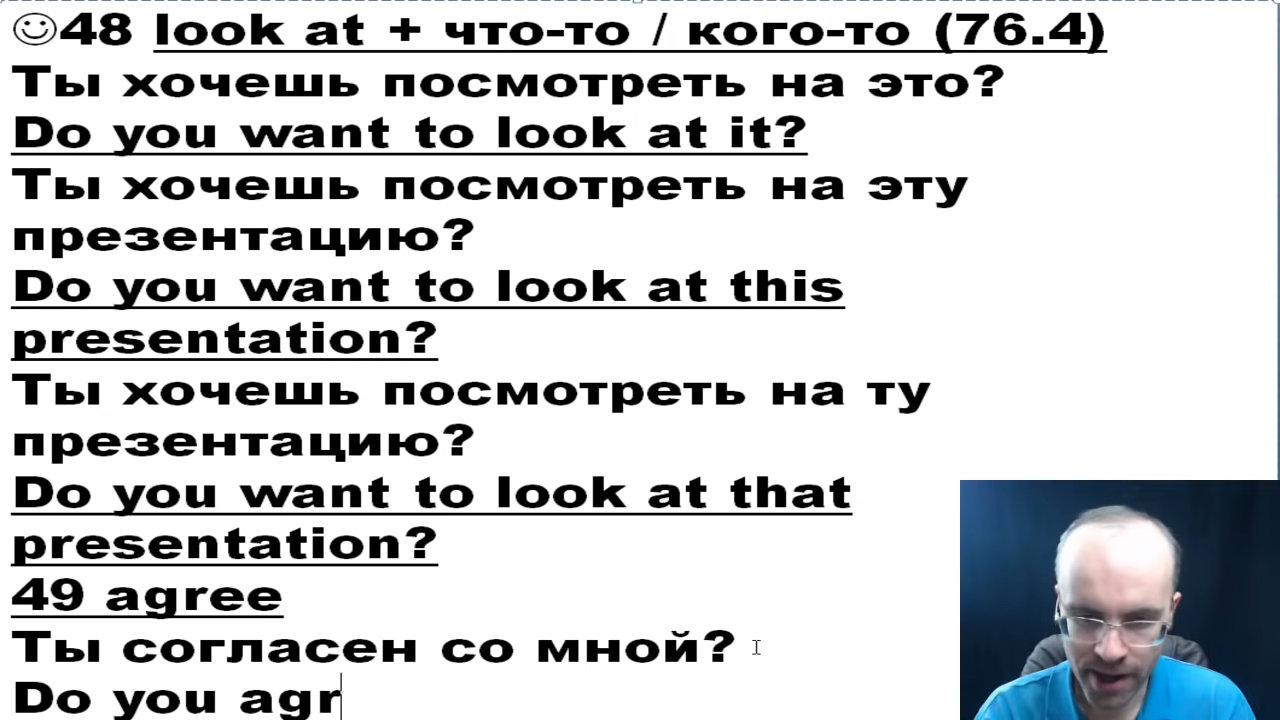 ☺48 look at + что-то / кого-то (76.4)
Ты хочешь посмотреть на это?
Do you want to look at it?
Ты хочешь посмотреть на эту
презентацию?
Do you want to look at this
presentation?
Ты хочешь посмотреть на ту
презентацию?
Do you want to look at that
presentation?
49 agree
Ты согласен со мной?
Do you agr